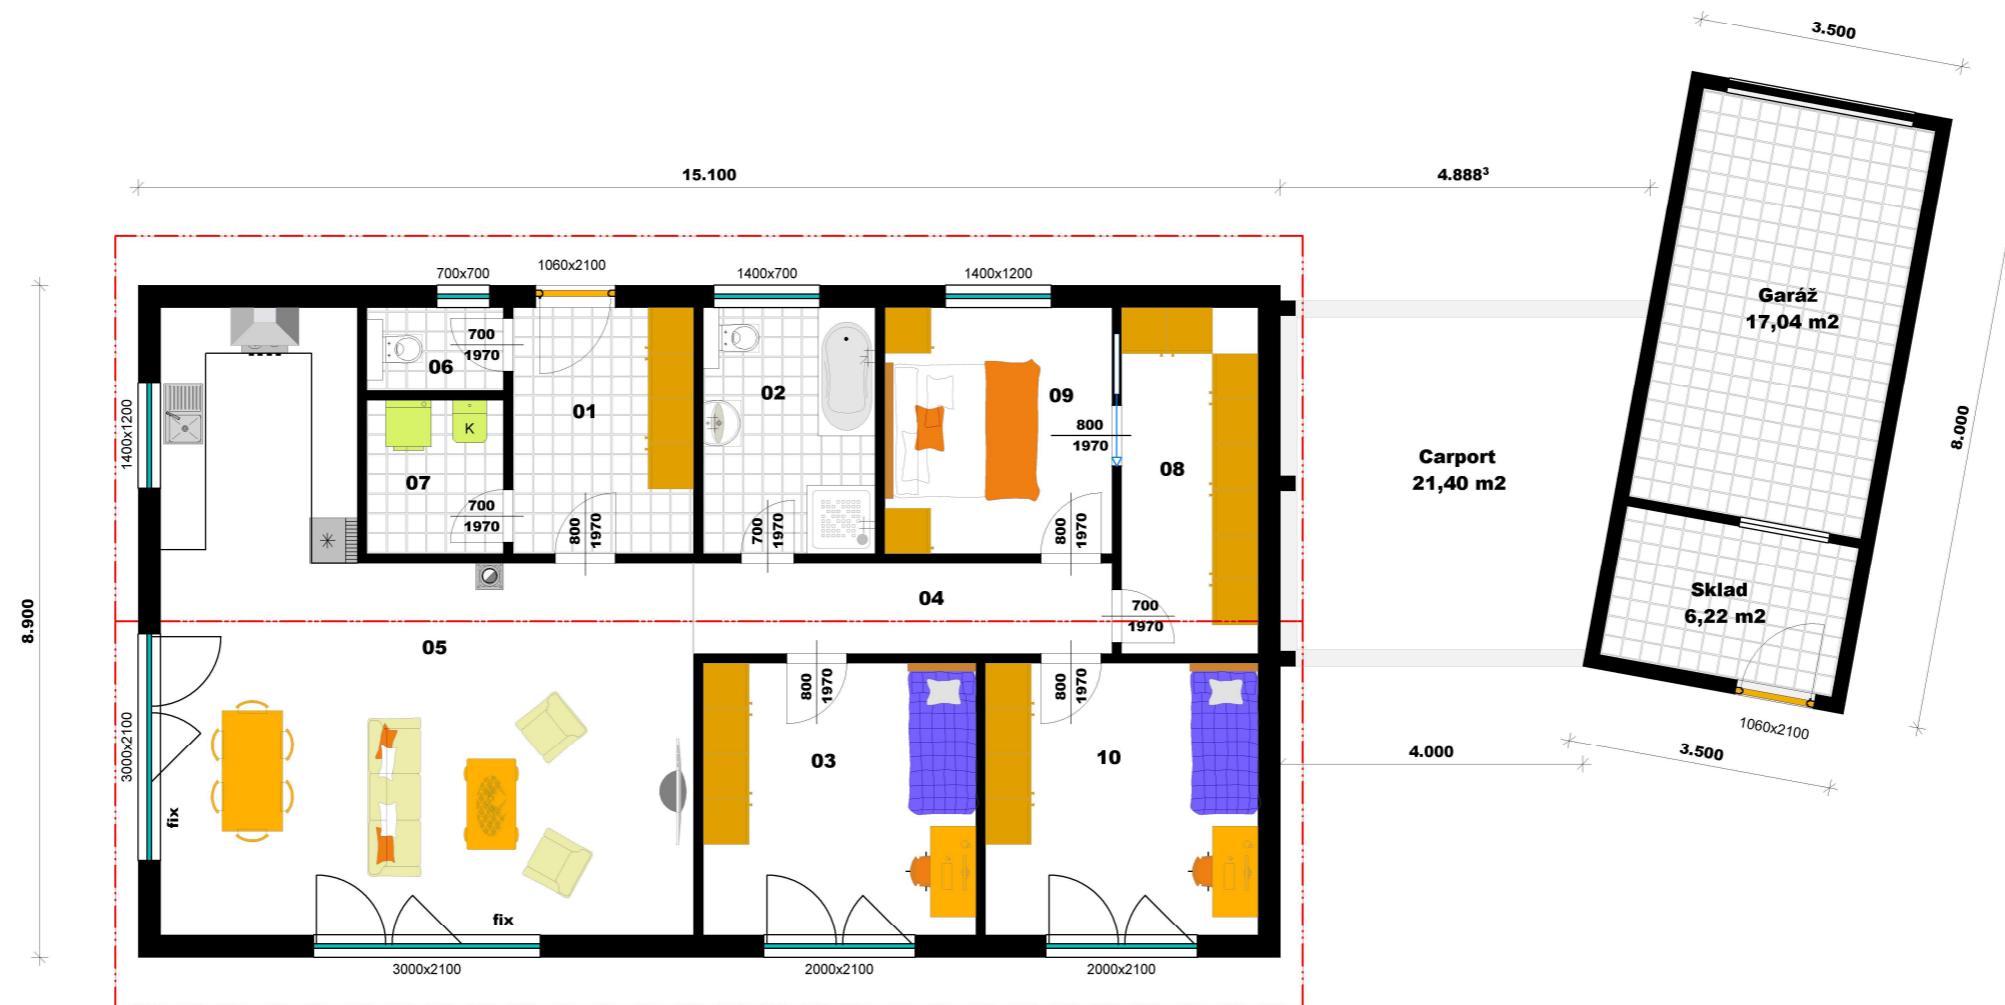 3.500
15.100
4.888³
700x700
1060x2100
1400x700
1400x1200
Garáž
17,04 m2
700
1970
06
01
02
09
1400x1200
K
07
800
1970
08
8.000
Carport
21,40 m2
700
1970
800
1970
700
1970
800
1970
Sklad
6,22 m2
04
700
1970
8.900
05
800
1970
800
1970
3000x2100
fix
03
10
1060x2100
4.000
3.500
fix
3000x2100
2000x2100
2000x2100